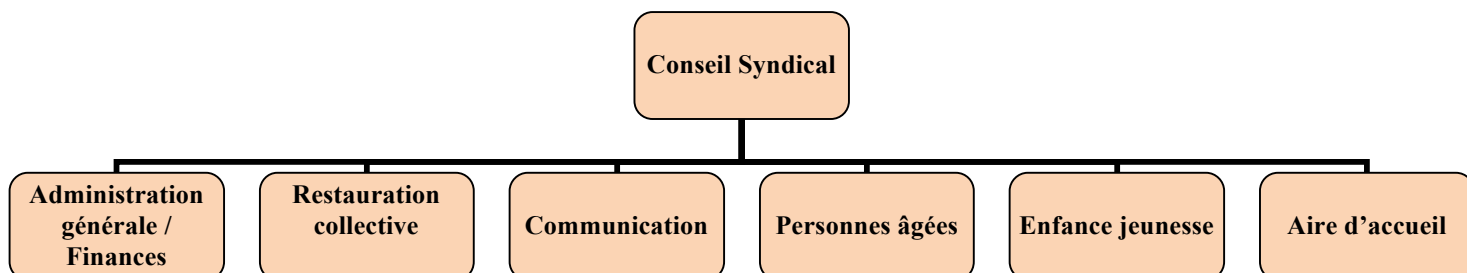 Conseil Syndical
Administration
générale /
Finances
Restauration
collective
Communication
Personnes âgées
Enfance jeunesse
Aire d’accueil